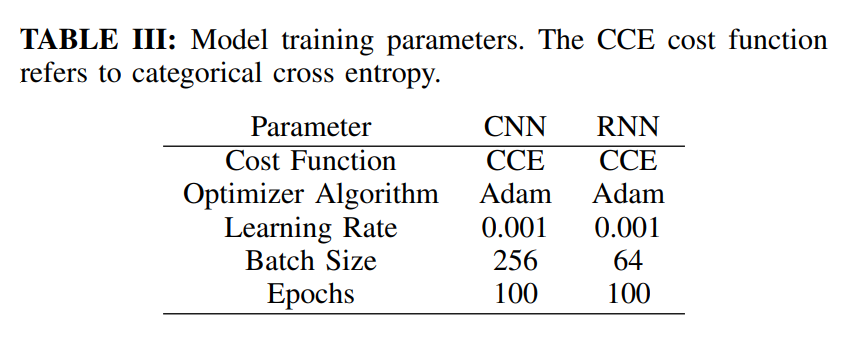 TABLE III: Model training parameters. The CCE cost function
refers to categorical cross entropy.
Parameter CNN RNN
Cost Function CCE CCE
Optimizer Algorithm Adam Adam
Learning Rate 0.001 0.001
Batch Size 256 64
Epochs 100 100